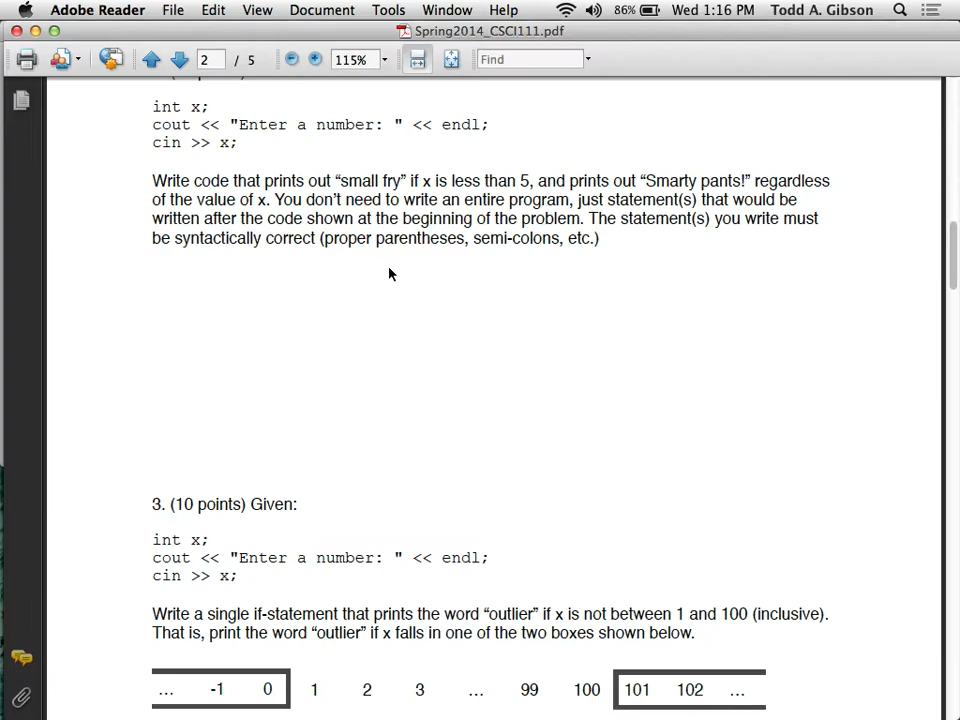 Adobe Reader File Edit View Document Tools Window Help 86% Wed 1:16 PM Todd A. Gibson
Spring2014_CSCI111.pdf
2 / 5 115% Find
int x;
cout << "Enter a number: " << endl;
cin >> x;
Write code that prints out “small fry” if x is less than 5, and prints out “Smarty pants!” regardless
of the value of x. You don’t need to write an entire program, just statement(s) that would be
written after the code shown at the beginning of the problem. The statement(s) you write must
be syntactically correct (proper parentheses, semi-colons, etc.)
3. (10 points) Given:
int x;
cout << "Enter a number: " << endl;
cin >> x;
Write a single if-statement that prints the word “outlier” if x is not between 1 and 100 (inclusive).
That is, print the word “outlier” if x falls in one of the two boxes shown below.
... -1 0 1 2 3 ... 99 100 101 102 ...